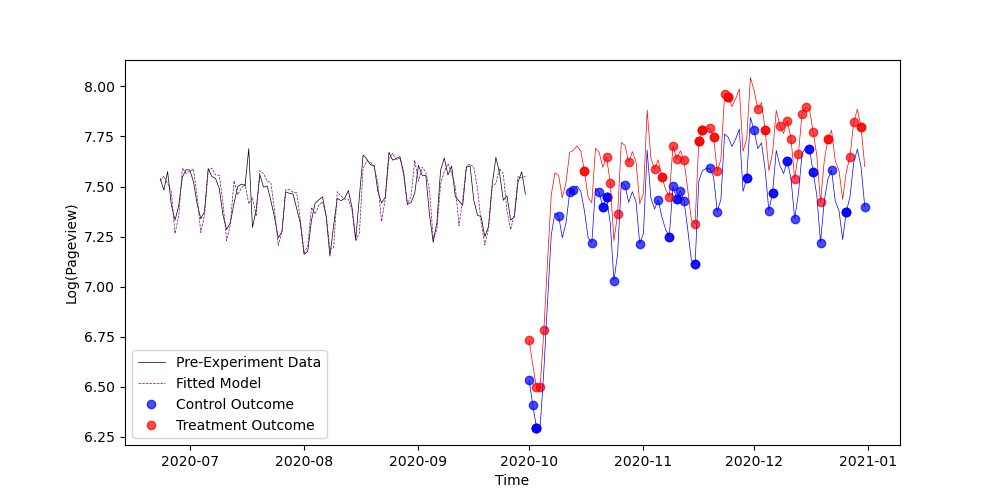 8.00
7.75
7.50
7.25
7.00
6.75
6.50
6.25
Log(Pageview)
Pre-Experiment Data
Fitted Model
Control Outcome
Treatment Outcome
2020-07 2020-08 2020-09 2020-10 2020-11 2020-12 2021-01
Time